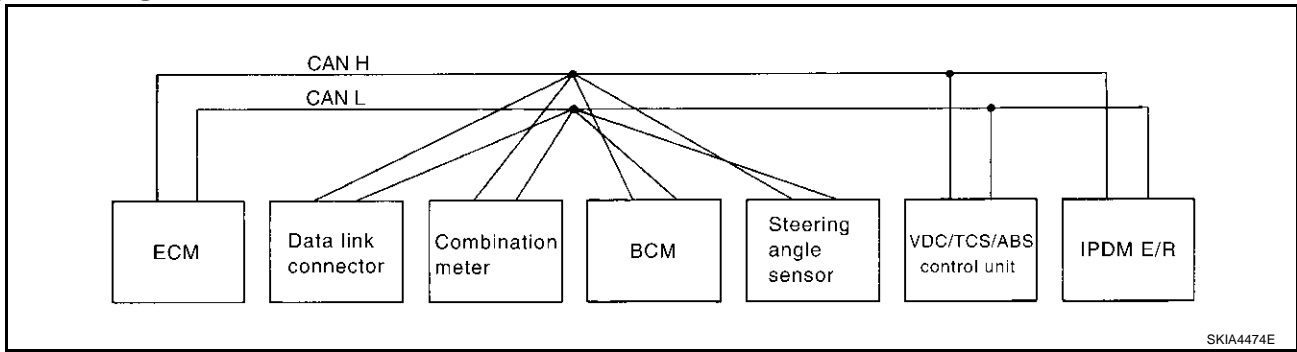 CAN H
CAN L
ECM
Data link
connector
Combination
meter
BCM
Steering
angle
sensor
VDC/TCS/ABS
control unit
IPDM E/R
SKIA4474E